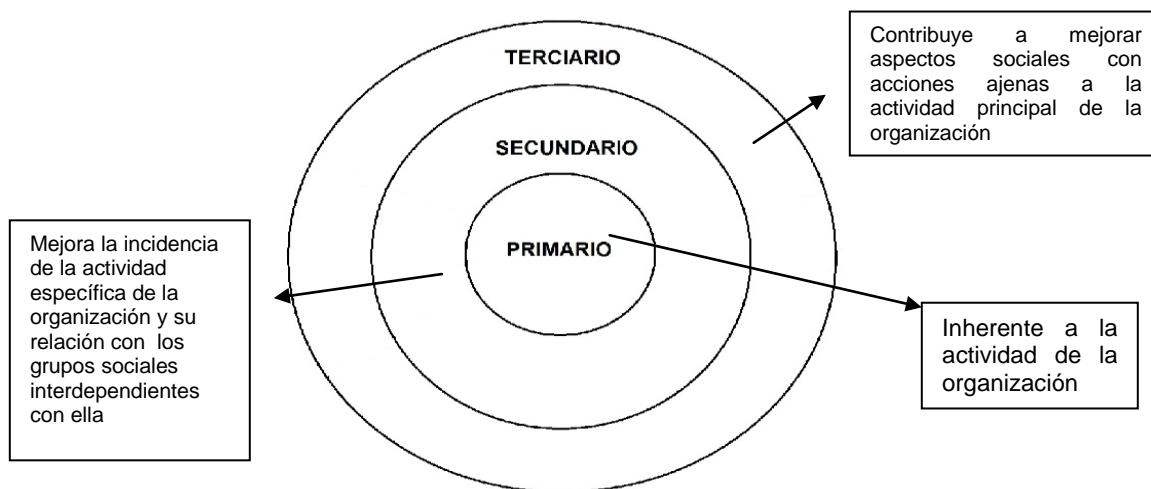 TERCIARIO
Contribuye a mejorar
aspectos sociales con
acciones ajenas a la
actividad principal de la
organización
SECUNDARIO
PRIMARIO
Mejora la incidencia
de la actividad
específica de la
organización y su
relación con los
grupos sociales
interdependientes
con ella
Inherente a la
actividad de la
organización